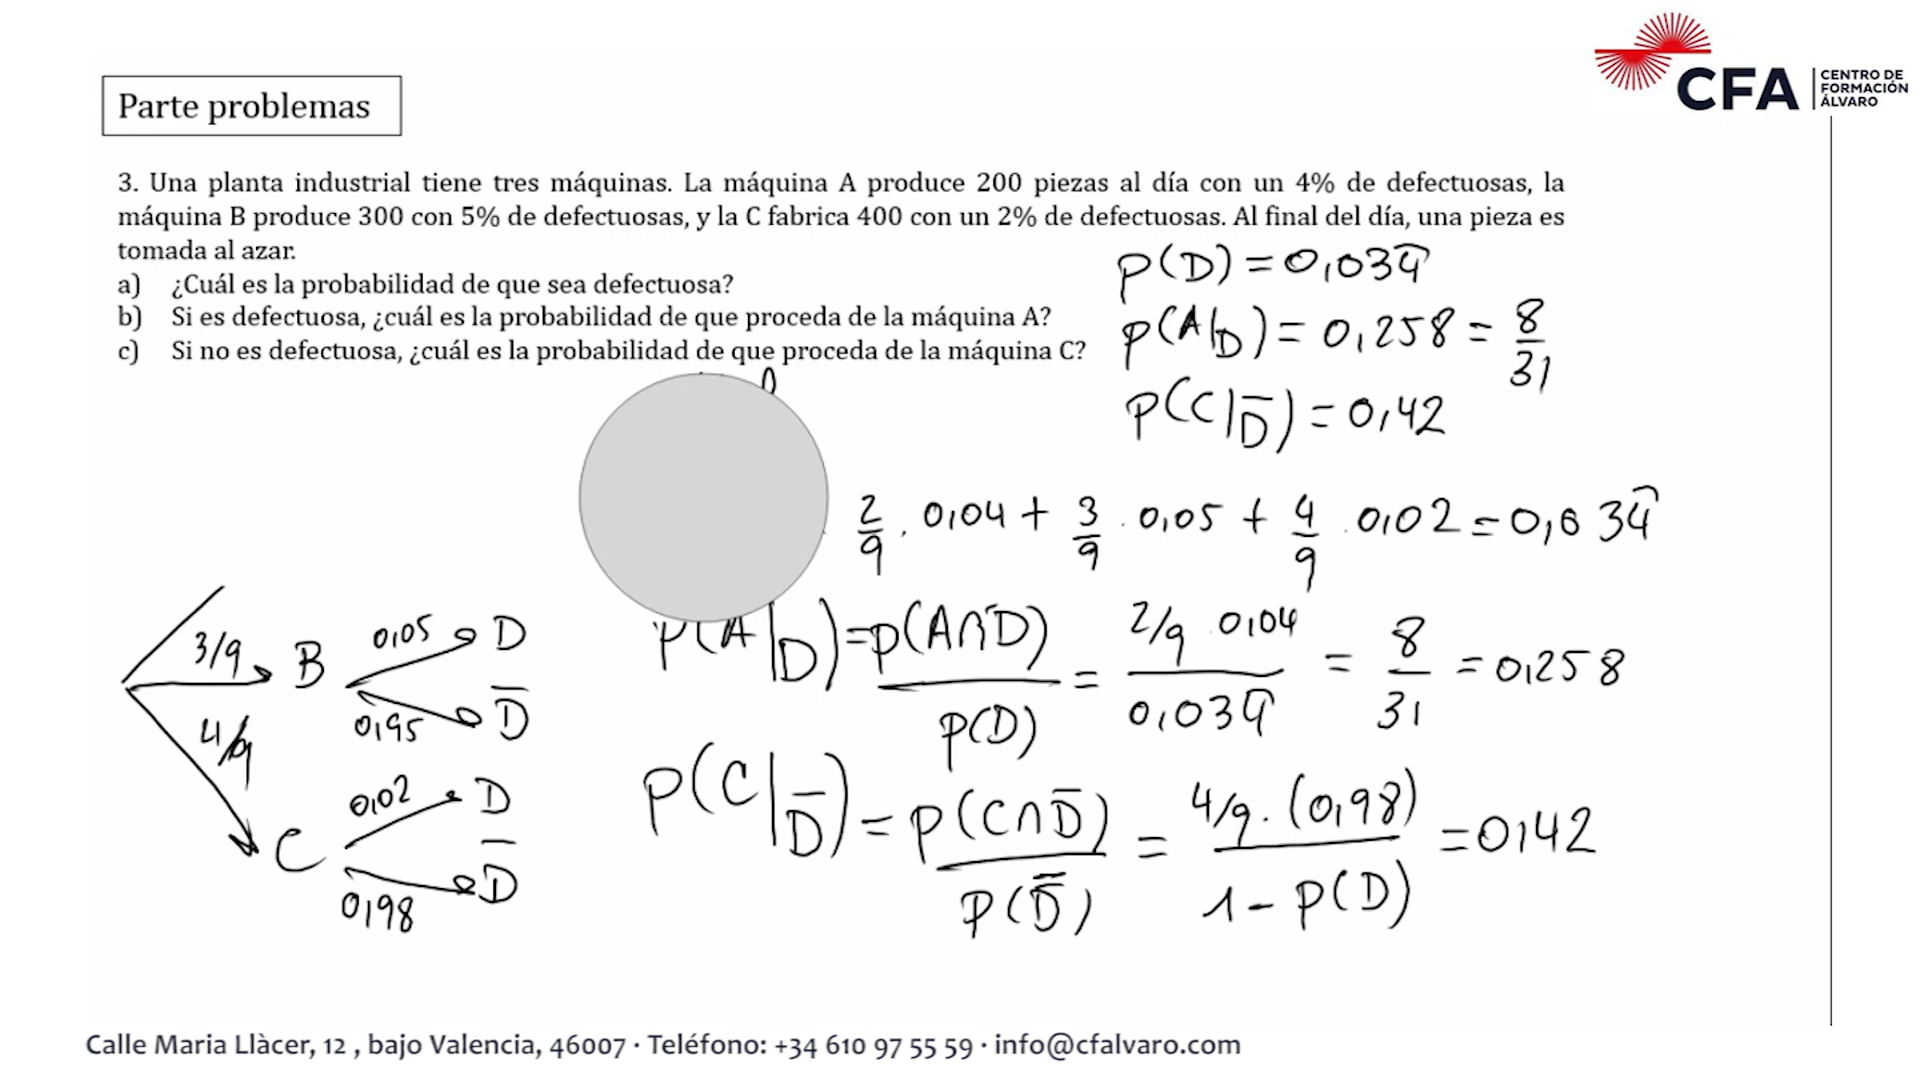 CFA CENTRO DE FORMACIÓN ÁLVARO
Parte problemas
3. Una planta industrial tiene tres máquinas. La máquina A produce 200 piezas al día con un 4% de defectuosas, la
máquina B produce 300 con 5% de defectuosas, y la C fabrica 400 con un 2% de defectuosas. Al final del día, una pieza es
tomada al azar.
a) ¿Cuál es la probabilidad de que sea defectuosa?
b) Si es defectuosa, ¿cuál es la probabilidad de que proceda de la máquina A?
c) Si no es defectuosa, ¿cuál es la probabilidad de que proceda de la máquina C?
P(D) = 0,034̂
P(A|D) = 0,258 = 8/31
P(C|D̅) = 0,42
2/9 . 0,04 + 3/9 . 0,05 + 4/9 . 0,02 = 0,034̂
3/9 B 0,05 D
0,95 D̅
4/9 C 0,02 D
0,98 D̅
P(A|D) = P(A∩D)/P(D) = 2/9 . 0,04/0,034̂ = 8/31 = 0,258
P(C|D̅) = P(C∩D̅)/P(D̅) = 4/9 . (0,98)/1 - P(D) = 0,42
Calle Maria Llàcer, 12 , bajo Valencia, 46007 · Teléfono: +34 610 97 55 59 · info@cfalvaro.com